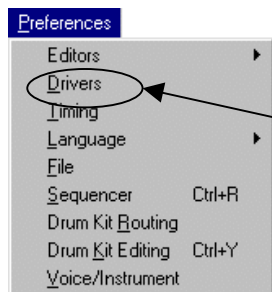 Preferences
Editors
Drivers
Timing
Language
File
Sequencer Ctrl+R
Drum Kit Routing
Drum Kit Editing Ctrl+Y
Voice/Instrument